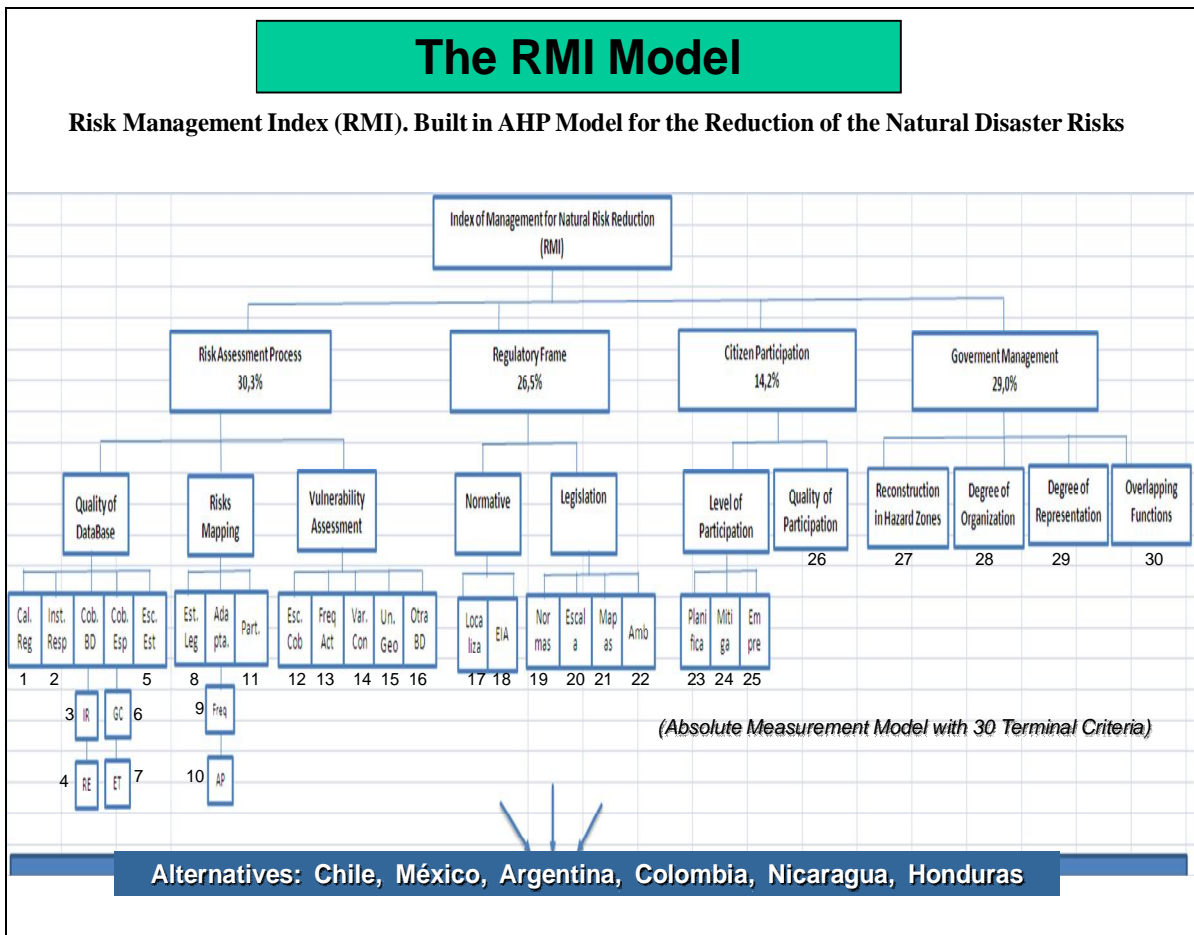 The RMI Model
Risk Management Index (RMI). Built in AHP Model for the Reduction of the Natural Disaster Risks
Index of Management for Natural Risk Reduction
(RMI)
Risk Assessment Process
30,3%
Regulatory Frame
26,5%
Citizen Participation
14,2%
Goverment Management
29,0%
Quality of
DataBase
Risks
Mapping
Vulnerability
Assessment
Normative
Legislation
Level of
Participation
Quality of
Participation
26
Reconstruction
in Hazard Zones
27
Degree of
Organization
28
Degree of
Representation
29
Overlapping
Functions
30
Cal.
Reg
1
Inst.
Resp
2
Cob.
BD
Cob.
Esp
Esc.
Est
5
Est.
Leg
8
Ada
pta.
Part.
11
Esc.
Cob
12
Freq
Act
13
Var.
Con
14
Un.
Geo
15
Otra
BD
16
Loca
liza
17
EIA
18
Nor
mas
19
Escal
a
20
Map
as
21
Amb
22
Plani
fica
23
Miti
ga
24
Em
pre
25
3
IR
GC
6
9
Freq
4
RE
ET
7
10
AP
(Absolute Measurement Model with 30 Terminal Criteria)
Alternatives: Chile, México, Argentina, Colombia, Nicaragua, Honduras